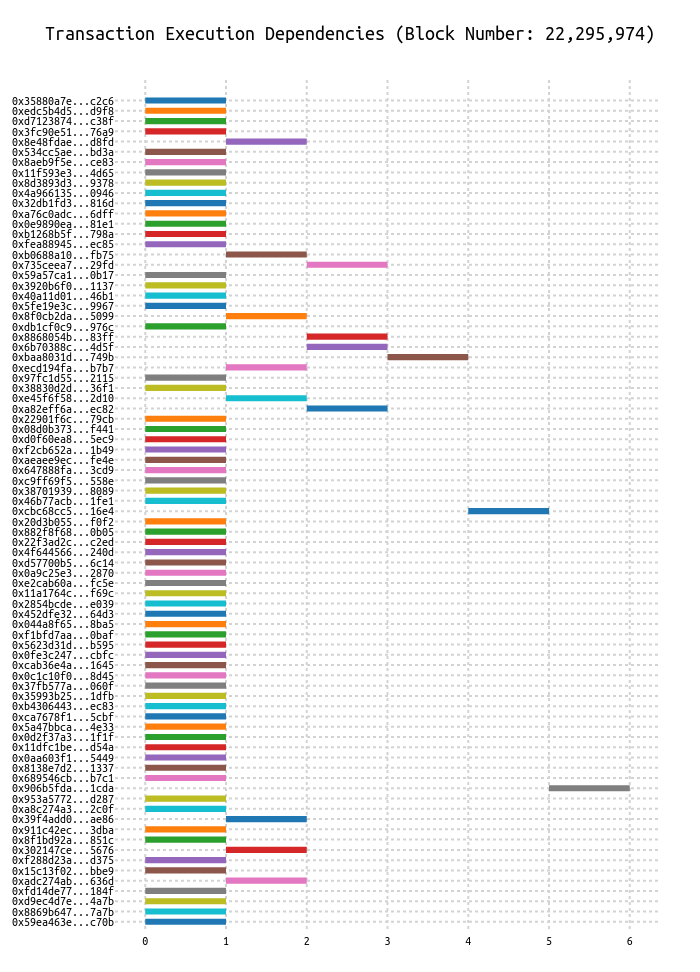 Transaction Execution Dependencies (Block Number: 22,295,974)
0x35880a7e...c2c6
0xedc5b4d5...d9f8
0xd7123874...c38f
0x3fc90e51...76a9
0x8e48fdae...d8fd
0x534cc5ae...bd3a
0x8aeb9f5e...ce83
0x11f593e3...4d65
0x8d3893d3...9378
0x4a966135...0946
0x32db1fd3...816d
0xa76c0adc...6dff
0x0e9890ea...81e1
0xb1268b5f...798a
0xfea88945...ec85
0xb0688a10...fb75
0x735ceea7...29fd
0x59a57ca1...0b17
0x3920b6f0...1137
0x40a11d01...46b1
0x5fe19e3c...9967
0x8f0cb2da...5099
0xdb1cf0c9...976c
0x8868054b...83ff
0x6b70388c...4d5f
0xbaa8031d...749b
0xecd194fa...b7b7
0x97fc1d55...2115
0x38830d2d...36f1
0xe45f6f58...2d10
0xa82eff6a...ec82
0x22901f6c...79cb
0x08d0b373...f441
0xd0f60ea8...5ec9
0xf2cb652a...1b49
0xaeaee9ec...fe4e
0x647888fa...3cd9
0xc9ff69f5...558e
0x38701939...8089
0x46b77acb...1fe1
0xcbc68cc5...16e4
0x20d3b055...f0f2
0x882f8f68...0b05
0x22f3ad2c...c2ed
0x4f644566...240d
0xd57700b5...6c14
0x0a9c25e3...2870
0xe2cab60a...fc5e
0x11a1764c...f69c
0x2854bcde...e039
0x452dfe32...64d3
0x044a8f65...8ba5
0xf1bfd7aa...0baf
0x5623d31d...b595
0x0fe3c247...cbfc
0xcab36e4a...1645
0x0c1c10f0...8d45
0x37fb577a...060f
0x35993b25...1dfb
0xb4306443...ec83
0xca7678f1...5cbf
0x5a47bbca...4e33
0x0d2f37a3...1f1f
0x11dfc1be...d54a
0x0aa603f1...5449
0x8138e7d2...1337
0x689546cb...b7c1
0x906b5fda...1cda
0x953a5772...d287
0xa8c274a3...2c0f
0x39f4add0...ae86
0x911c42ec...3dba
0x8f1bd92a...851c
0x302147ce...5676
0xf288d23a...d375
0x15c13f02...bbe9
0xadc274ab...636d
0xfd14de77...184f
0xd9ec4d7e...4a7b
0x8869b647...7a7b
0x59ea463e...c70b
0 1 2 3 4 5 6